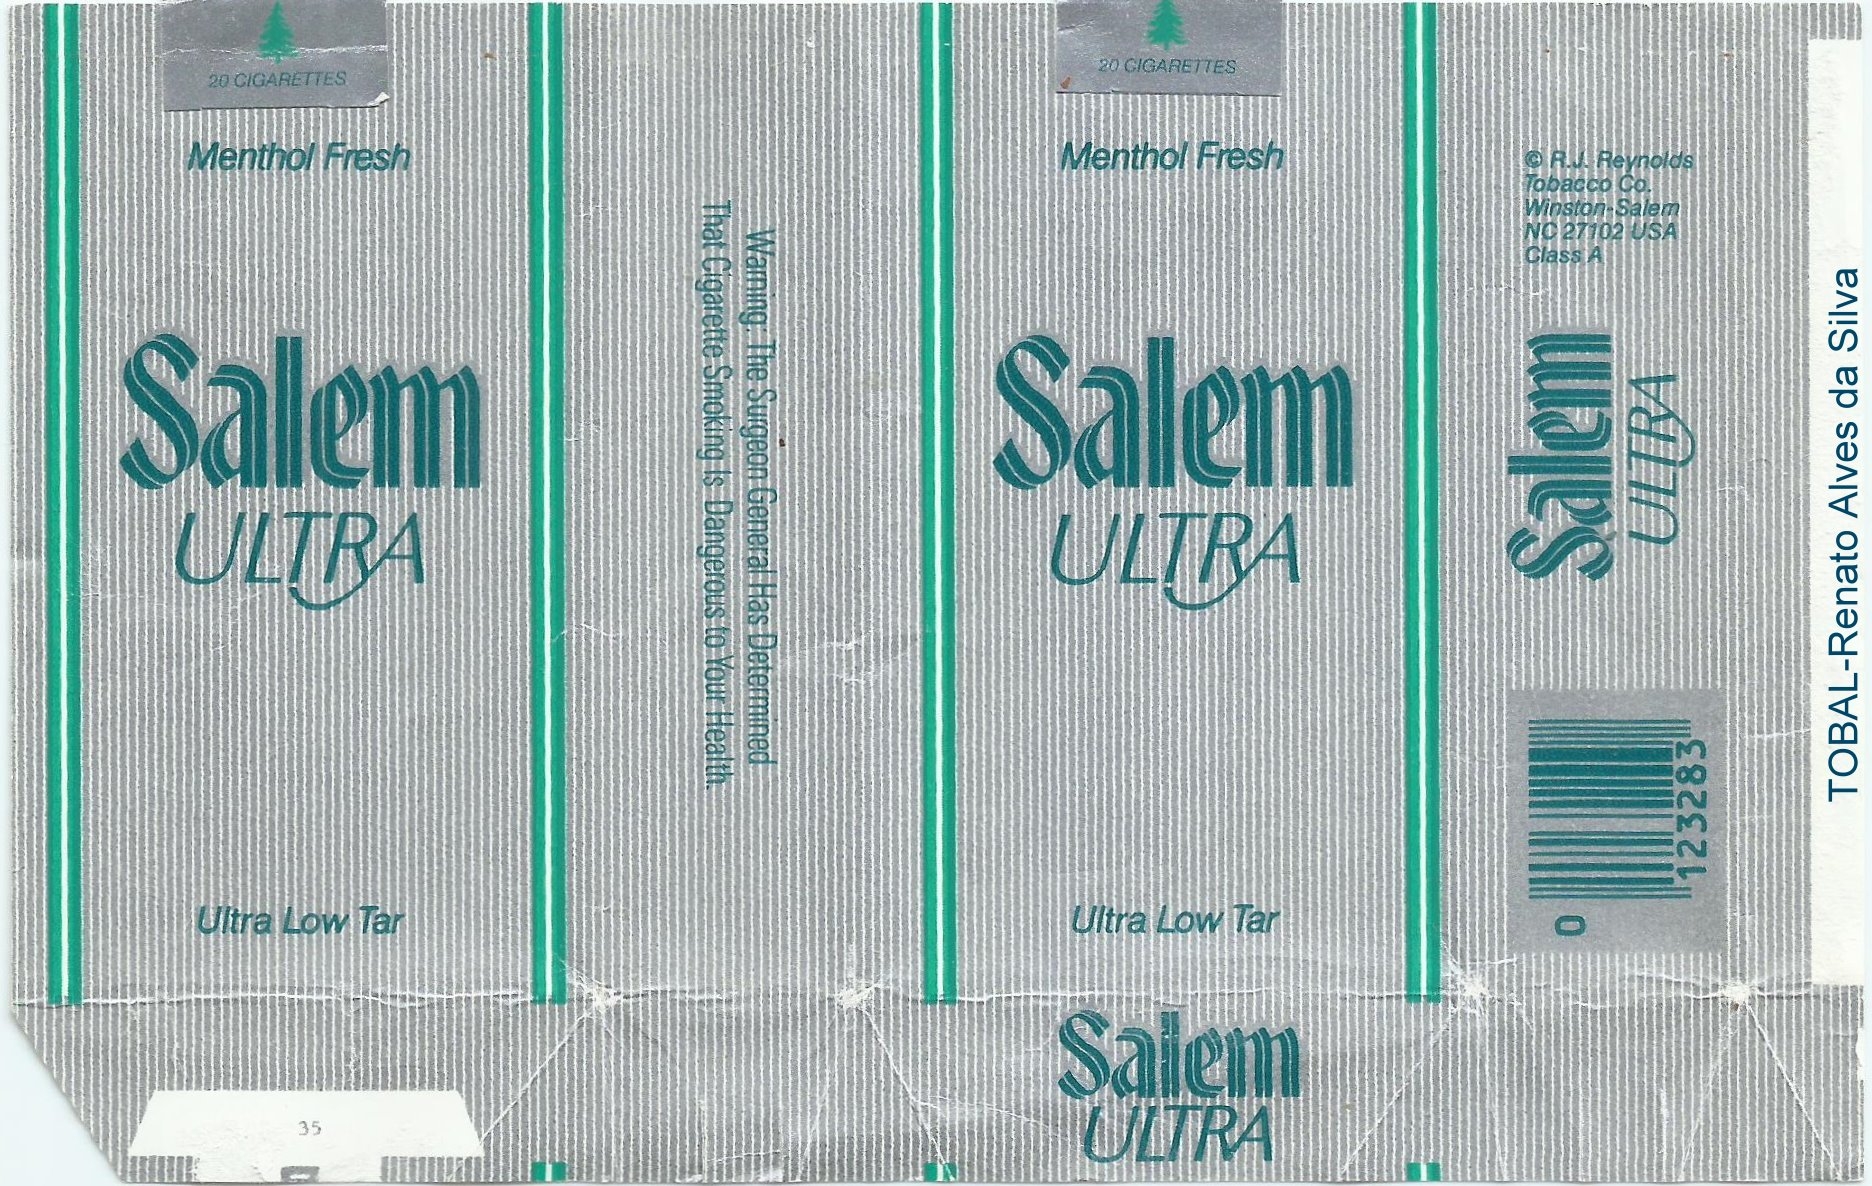 20 CIGARETTES
Menthol Fresh
Salem
ULTRA
Ultra Low Tar
35
Warning: The Surgeon General Has Determined
That Cigarette Smoking Is Dangerous to Your Health.
20 CIGARETTES
Menthol Fresh
Salem
ULTRA
Ultra Low Tar
Salem
ULTRA
© R.J. Reynolds
Tobacco Co.
Winston-Salem
NC 27102 USA
Class A
Salem
ULTRA
0 123283
TOBAL-Renato Alves da Silva